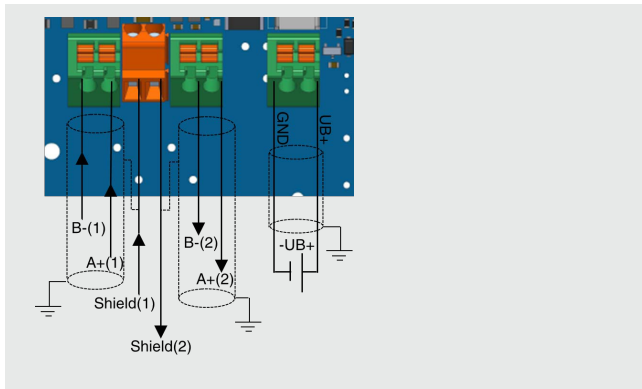 GND
UB+
B-(1)
B-(2)
-UB+
A+(1)
A+(2)
Shield(1)
Shield(2)